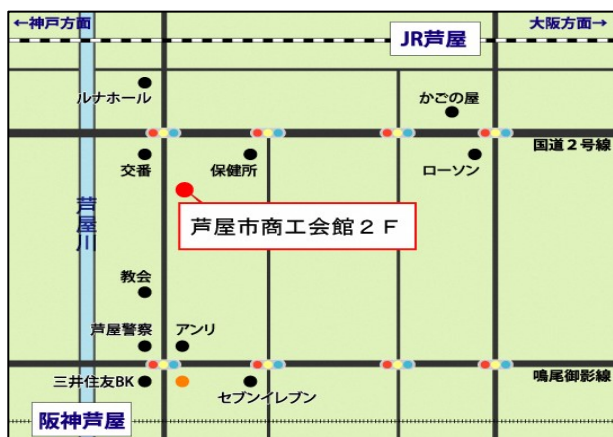 ←神戸方面
大阪方面→
JR芦屋
ルナホール
かごの屋
国道2号線
交番
保健所
ローソン
芦屋川
芦屋市商工会館２Ｆ
教会
芦屋警察
アンリ
鳴尾御影線
三井住友BK
セブンイレブン
阪神芦屋